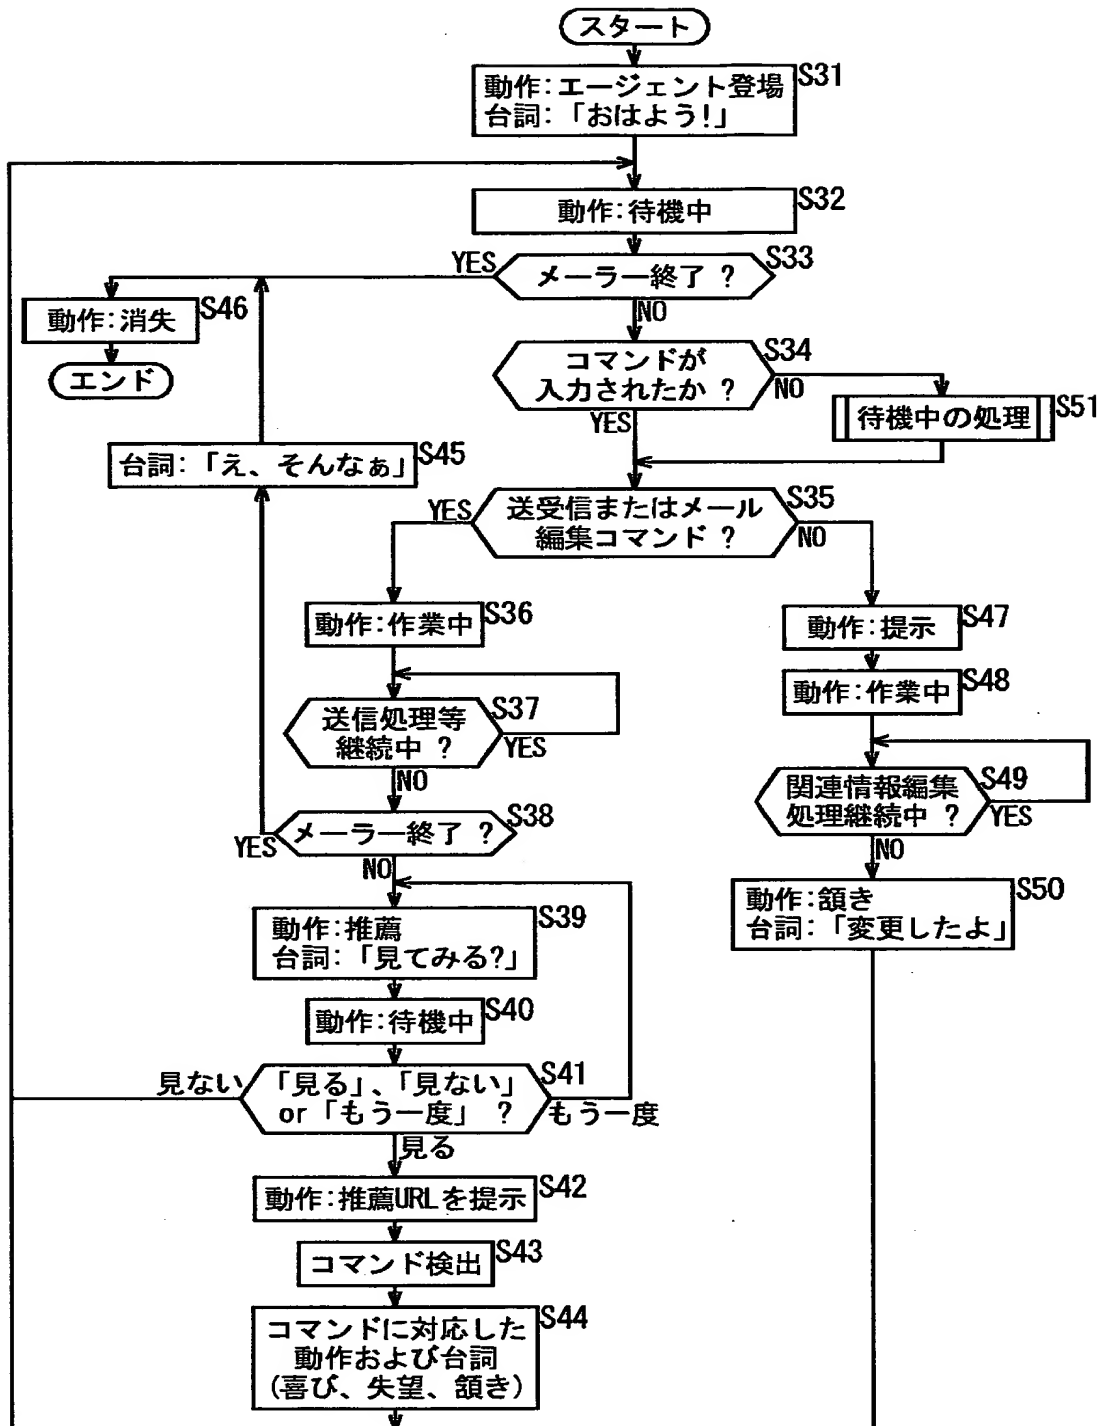 スタート
動作:エージェント登場
台詞:「おはよう!」
S31
動作:待機中
S32
メーラー終了 ?
S33
YES
NO
動作:消失
S46
エンド
コマンドが
入力されたか ?
S34
NO
YES
待機中の処理
S51
台詞:「え、そんなぁ」
S45
送受信またはメール
編集コマンド ?
S35
YES
NO
動作:作業中
S36
動作:提示
S47
動作:作業中
S48
送信処理等
継続中 ?
S37
YES
NO
関連情報編集
処理継続中 ?
S49
YES
NO
メーラー終了 ?
S38
YES
NO
動作:頷き
台詞:「変更したよ」
S50
動作:推薦
台詞:「見てみる?」
S39
動作:待機中
S40
「見る」、「見ない」
or「もう一度」 ?
S41
見ない
もう一度
見る
動作:推薦URLを提示
S42
コマンド検出
S43
コマンドに対応した
動作および台詞
(喜び、失望、頷き)
S44